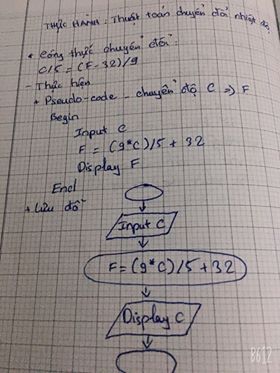 THỰC HÀNH: Thuật toán chuyển đổi nhiệt độ
* Công thức chuyển đổi:
C/5 = (F-32)/9
- Thực hiện
+ Pseudo-code - chuyển độ C => F
Begin
Input C
F = (9*C)/5 + 32
Display F
End
+ Lưu đồ
Input C
F=(9*C)/5+32
Display C
B612